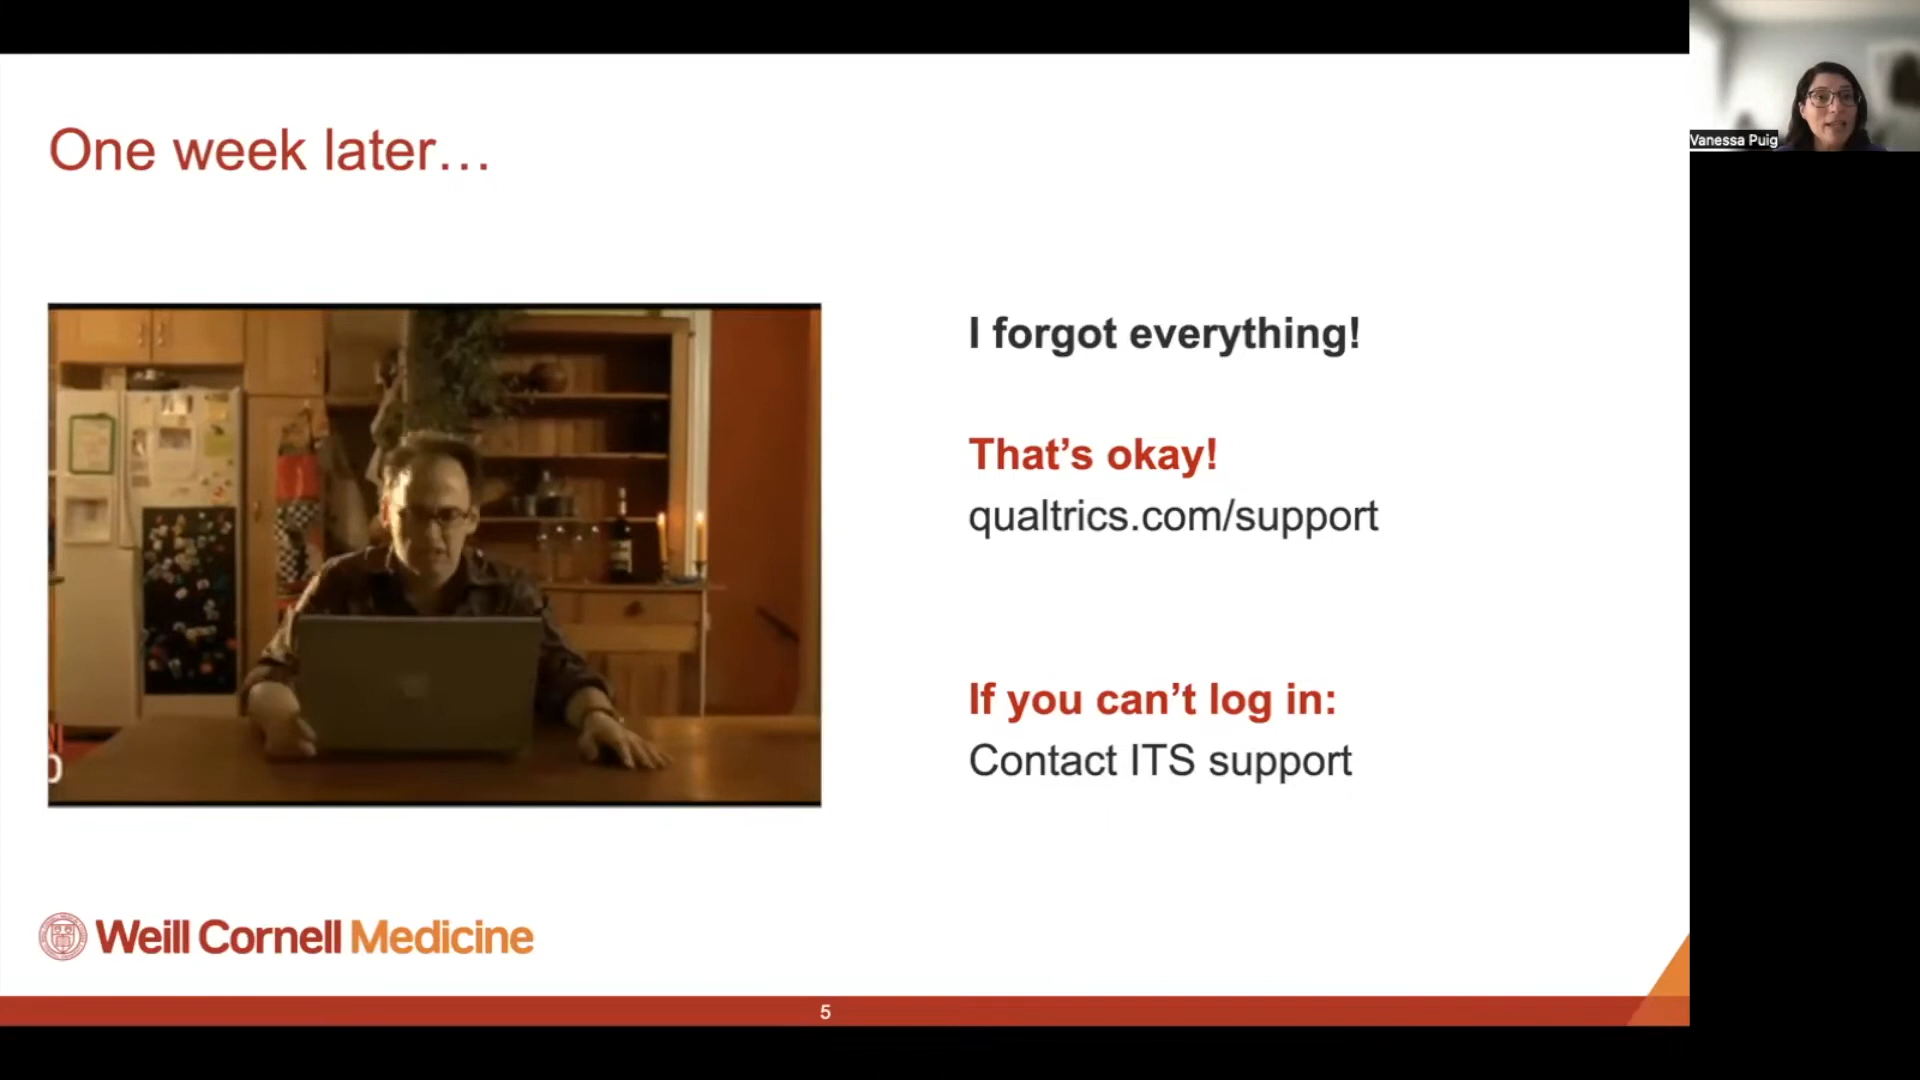 One week later…
I forgot everything!
That’s okay!
qualtrics.com/support
If you can’t log in:
Contact ITS support
Weill Cornell Medicine
5
Vanessa Puig